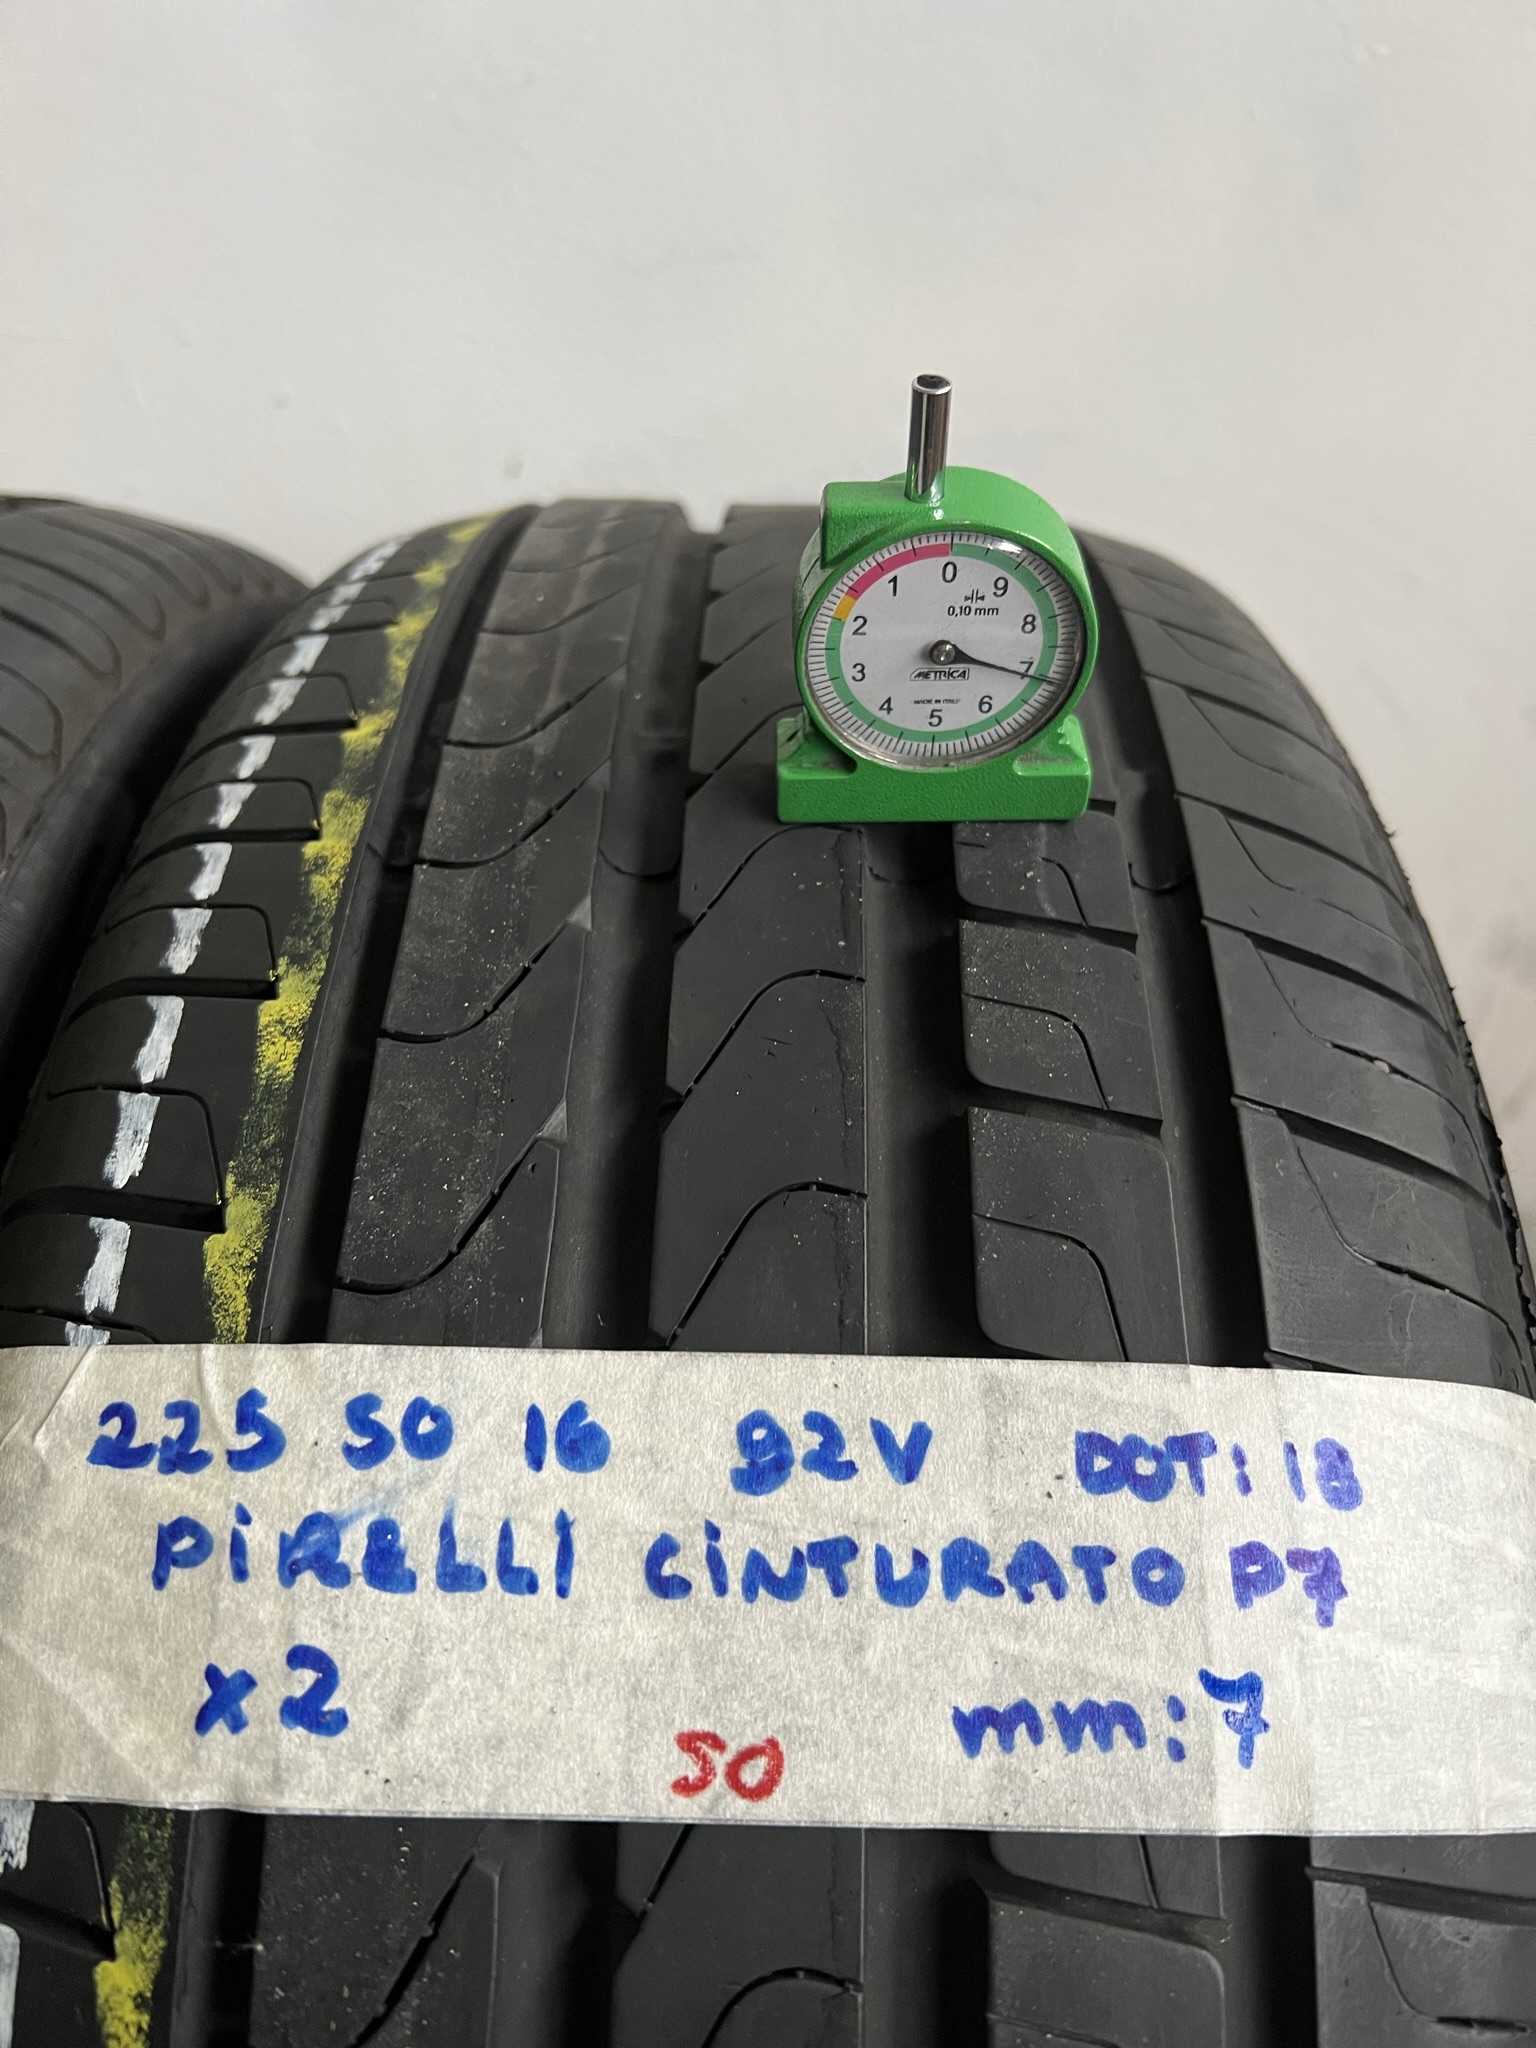 0
1 9
0,10 mm
2 8
3 METRICA 7
4 MADE IN ITALY 6
5
225 50 16 92V DOT: 18
PiRELLI CiNTURATO P7
x2 mm: 7
50